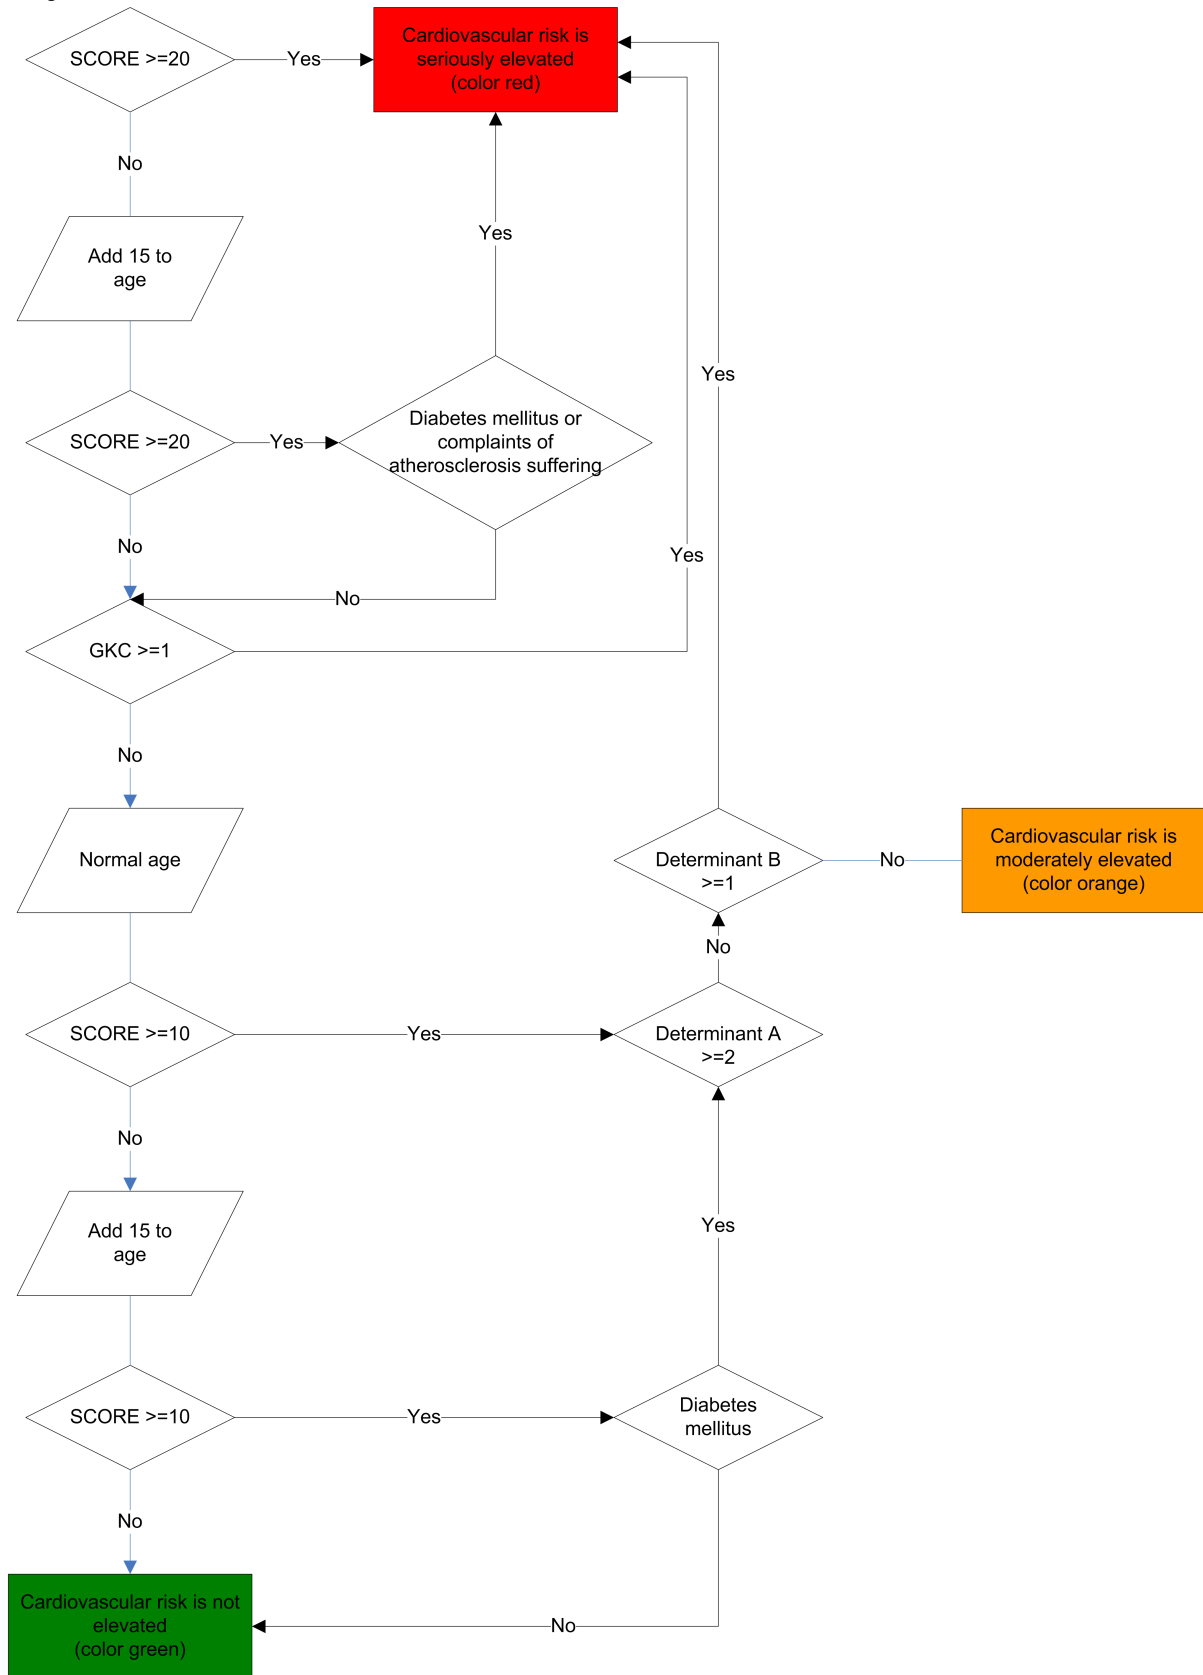 SCORE >=20
Yes
Cardiovascular risk is
seriously elevated
(color red)
No
Add 15 to
age
Yes
Yes
SCORE >=20
Yes
Diabetes mellitus or
complaints of
atherosclerosis suffering
No
Yes
No
GKC >=1
No
Normal age
Determinant B
>=1
No
Cardiovascular risk is
moderately elevated
(color orange)
No
SCORE >=10
Yes
Determinant A
>=2
No
Add 15 to
age
Yes
SCORE >=10
Yes
Diabetes
mellitus
No
Cardiovascular risk is not
elevated
(color green)
No